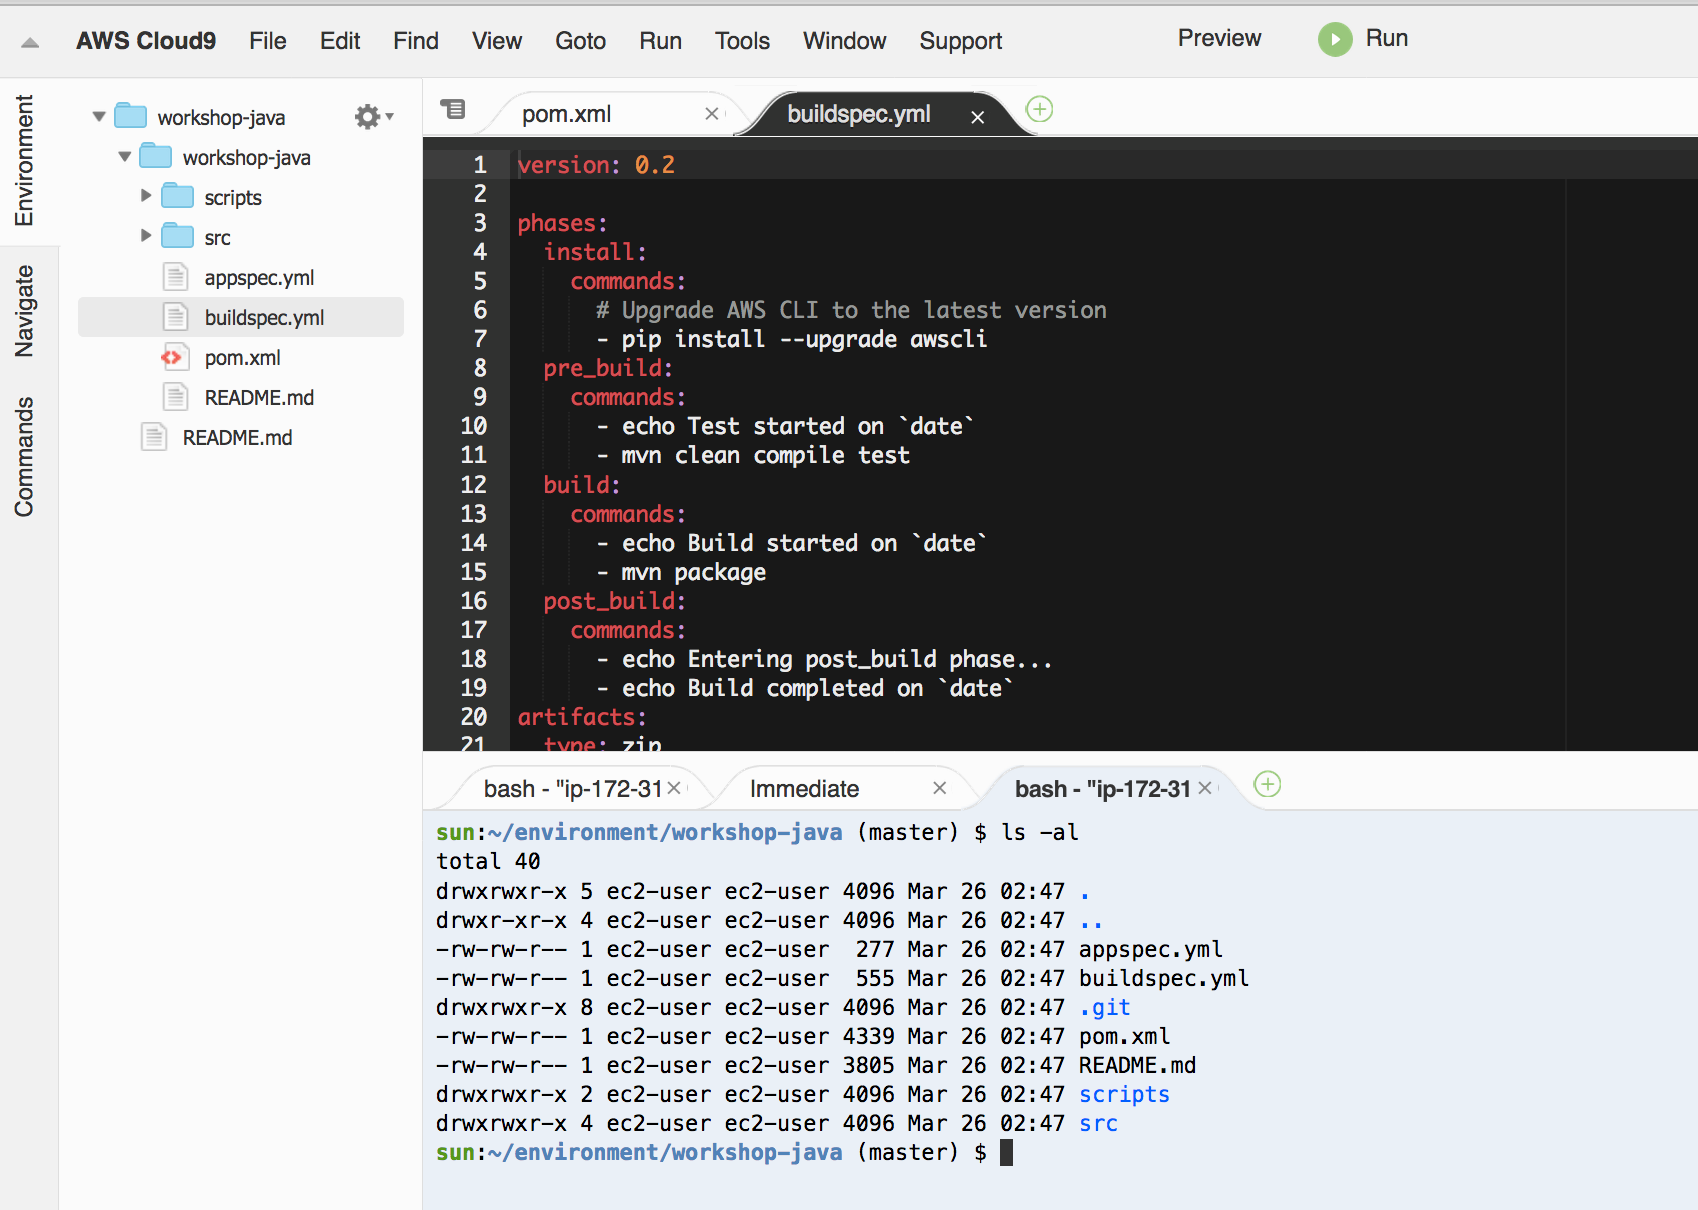 AWS Cloud9 File Edit Find View Goto Run Tools Window Support Preview Run
Environment
Navigate
Commands
workshop-java
workshop-java
scripts
src
appspec.yml
buildspec.yml
pom.xml
README.md
README.md
pom.xml buildspec.yml
1 version: 0.2
2
3 phases:
4   install:
5     commands:
6       # Upgrade AWS CLI to the latest version
7       - pip install --upgrade awscli
8   pre_build:
9     commands:
10       - echo Test started on `date`
11       - mvn clean compile test
12   build:
13     commands:
14       - echo Build started on `date`
15       - mvn package
16   post_build:
17     commands:
18       - echo Entering post_build phase...
19       - echo Build completed on `date`
20 artifacts:
21   type: zip
bash - "ip-172-31 Immediate bash - "ip-172-31
sun:~/environment/workshop-java (master) $ ls -al
total 40
drwxrwxr-x 5 ec2-user ec2-user 4096 Mar 26 02:47 .
drwxr-xr-x 4 ec2-user ec2-user 4096 Mar 26 02:47 ..
-rw-rw-r-- 1 ec2-user ec2-user  277 Mar 26 02:47 appspec.yml
-rw-rw-r-- 1 ec2-user ec2-user  555 Mar 26 02:47 buildspec.yml
drwxrwxr-x 8 ec2-user ec2-user 4096 Mar 26 02:47 .git
-rw-rw-r-- 1 ec2-user ec2-user 4339 Mar 26 02:47 pom.xml
-rw-rw-r-- 1 ec2-user ec2-user 3805 Mar 26 02:47 README.md
drwxrwxr-x 2 ec2-user ec2-user 4096 Mar 26 02:47 scripts
drwxrwxr-x 4 ec2-user ec2-user 4096 Mar 26 02:47 src
sun:~/environment/workshop-java (master) $